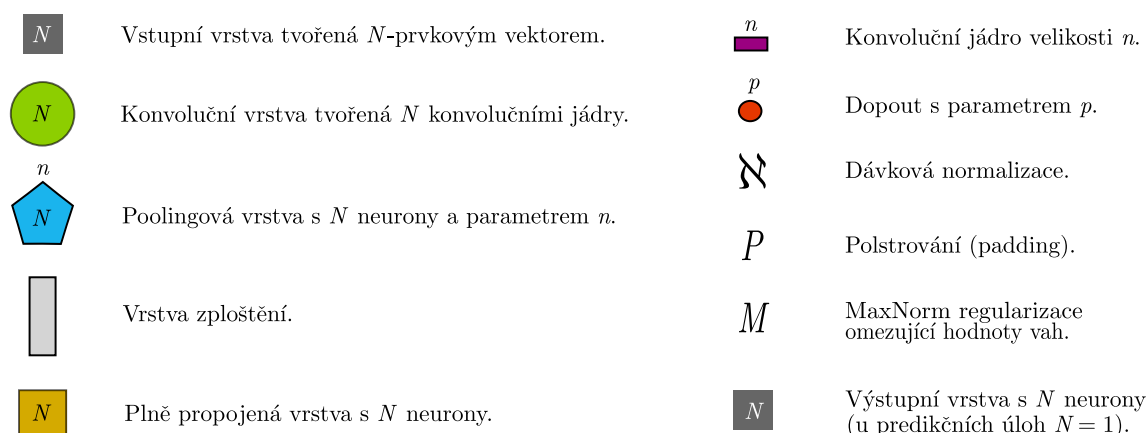 N Vstupní vrstva tvořená N-prvkovým vektorem.
N Konvoluční vrstva tvořená N konvolučními jádry.
n
N Poolingová vrstva s N neurony a parametrem n.
Vrstva zploštění.
N Plně propojená vrstva s N neurony.
n
Konvoluční jádro velikosti n.
p
Dopout s parametrem p.
ℵ Dávková normalizace.
P Polstrování (padding).
M MaxNorm regularizace
omezující hodnoty vah.
N Výstupní vrstva s N neurony
(u predikčních úloh N = 1).